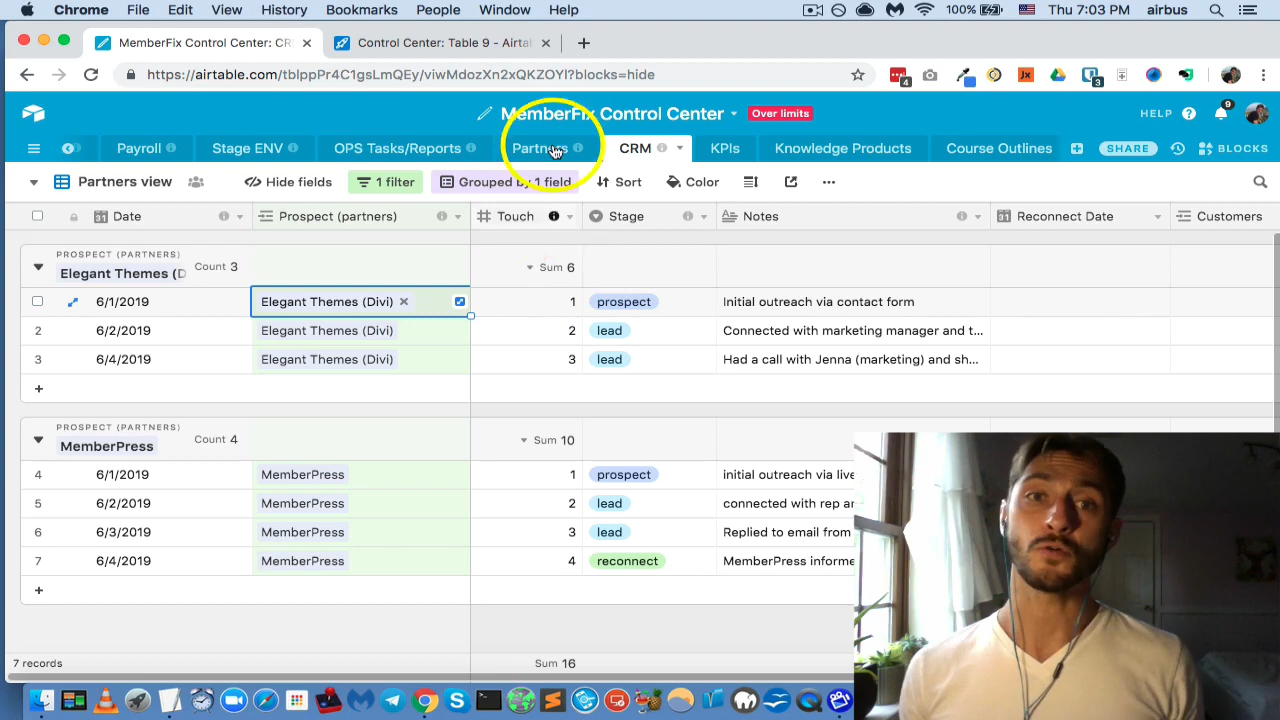 Chrome File Edit View History Bookmarks People Window Help 100% Thu 7:03 PM airbus
MemberFix Control Center: CR × Control Center: Table 9 - Airta × +
https://airtable.com/tblppPr4C1gsLmQEy/viwMdozXn2xQKZOYl?blocks=hide
MemberFix Control Center Over limits HELP 9
Payroll Stage ENV OPS Tasks/Reports Partners CRM KPIs Knowledge Products Course Outlines SHARE BLOCKS
Partners view Hide fields 1 filter Grouped by 1 field Sort Color
Date Prospect (partners) Touch Stage Notes Reconnect Date Customers
PROSPECT (PARTNERS)
Elegant Themes (D Count 3 Sum 6
6/1/2019 Elegant Themes (Divi) × 1 prospect Initial outreach via contact form
2 6/2/2019 Elegant Themes (Divi) 2 lead Connected with marketing manager and t...
3 6/4/2019 Elegant Themes (Divi) 3 lead Had a call with Jenna (marketing) and sh...
+
PROSPECT (PARTNERS)
MemberPress Count 4 Sum 10
4 6/1/2019 MemberPress 1 prospect initial outreach via live
5 6/2/2019 MemberPress 2 lead connected with rep ar
6 6/3/2019 MemberPress 3 lead Replied to email from
7 6/4/2019 MemberPress 4 reconnect MemberPress informe
+
7 records Sum 16